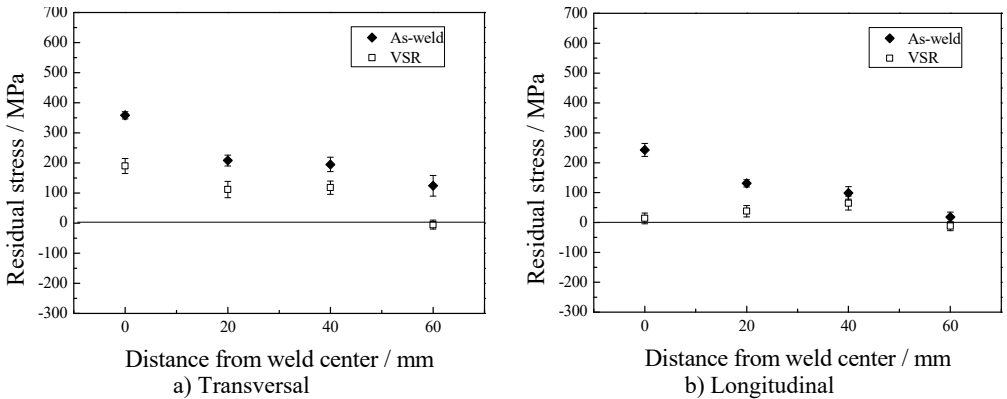 700
600
500
400
300
200
100
0
-100
-200
-300
Residual stress / MPa
As-weld
VSR
0 20 40 60
Distance from weld center / mm
a) Transversal
700
600
500
400
300
200
100
0
-100
-200
-300
Residual stress / MPa
As-weld
VSR
0 20 40 60
Distance from weld center / mm
b) Longitudinal